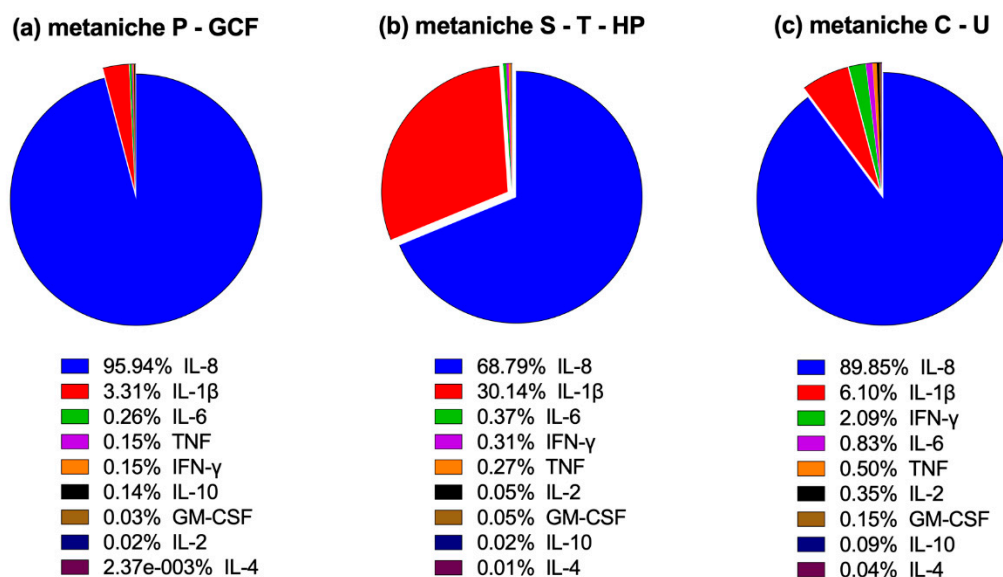 (a) metaniche P - GCF
95.94% IL-8
3.31% IL-1β
0.26% IL-6
0.15% TNF
0.15% IFN-γ
0.14% IL-10
0.03% GM-CSF
0.02% IL-2
2.37e-003% IL-4
(b) metaniche S - T - HP
68.79% IL-8
30.14% IL-1β
0.37% IL-6
0.31% IFN-γ
0.27% TNF
0.05% IL-2
0.05% GM-CSF
0.02% IL-10
0.01% IL-4
(c) metaniche C - U
89.85% IL-8
6.10% IL-1β
2.09% IFN-γ
0.83% IL-6
0.50% TNF
0.35% IL-2
0.15% GM-CSF
0.09% IL-10
0.04% IL-4